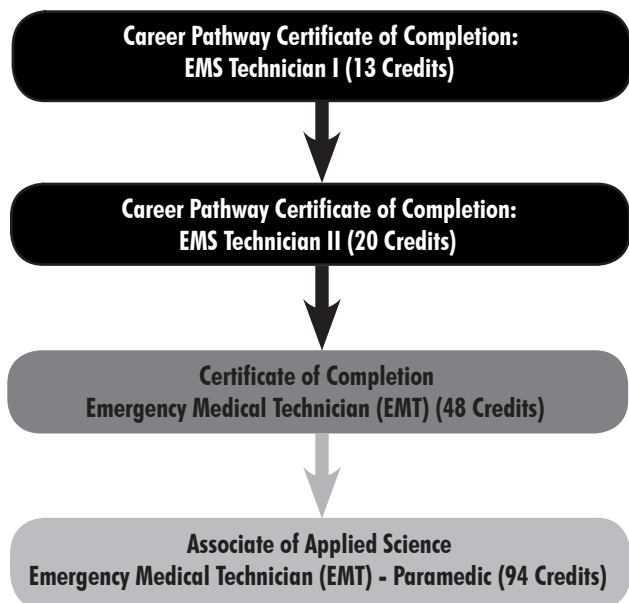 Career Pathway Certificate of Completion:
EMS Technician I (13 Credits)
Career Pathway Certificate of Completion:
EMS Technician II (20 Credits)
Certificate of Completion
Emergency Medical Technician (EMT) (48 Credits)
Associate of Applied Science
Emergency Medical Technician (EMT) - Paramedic (94 Credits)